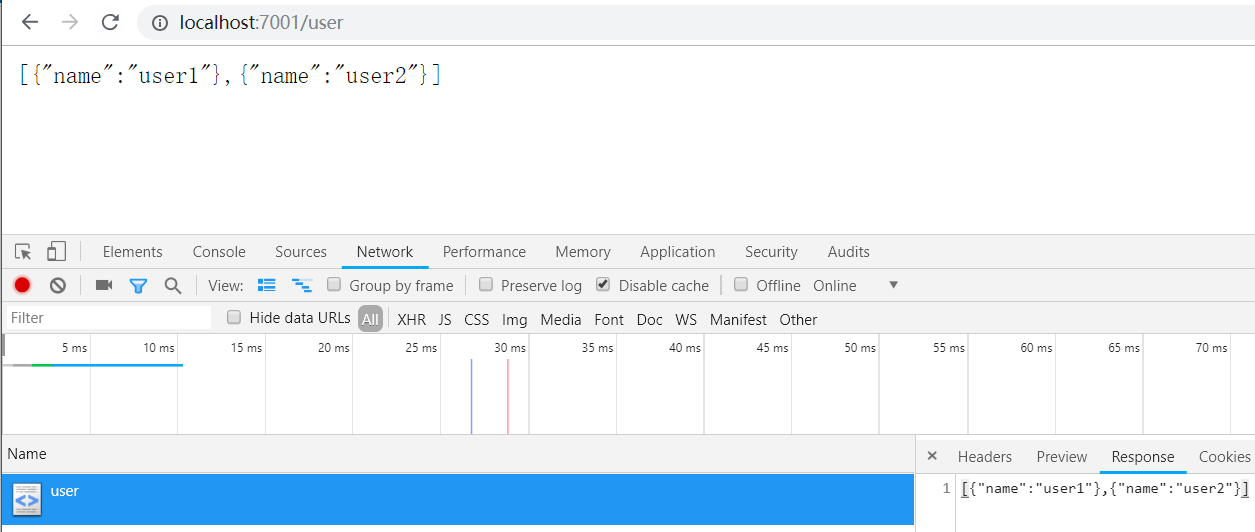 localhost:7001/user
[{"name":"user1"},{"name":"user2"}]
Elements Console Sources Network Performance Memory Application Security Audits
View: Group by frame Preserve log Disable cache Offline Online ▼
Filter Hide data URLs All XHR JS CSS Img Media Font Doc WS Manifest Other
5 ms 10 ms 15 ms 20 ms 25 ms 30 ms 35 ms 40 ms 45 ms 50 ms 55 ms 60 ms 65 ms 70 ms
Name × Headers Preview Response Cookies
user 1 [{"name":"user1"},{"name":"user2"}]